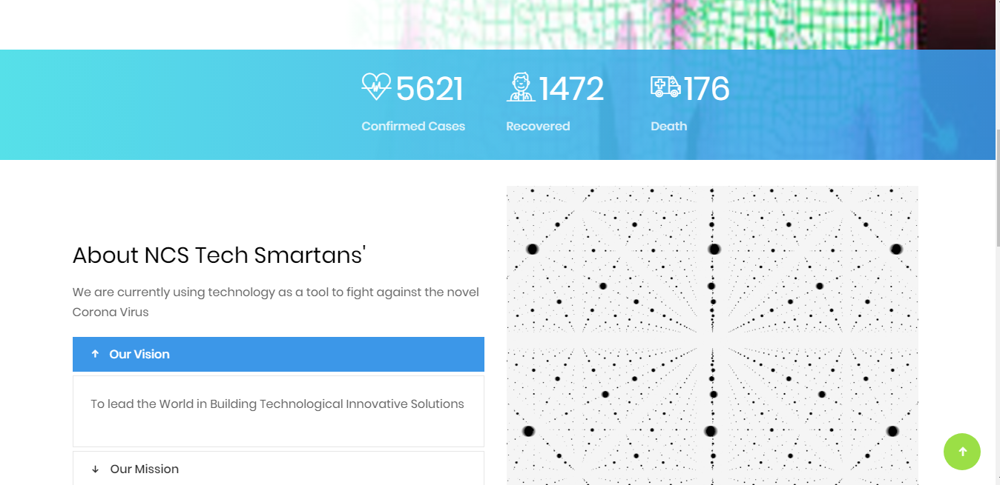 5621 1472 176
Confirmed Cases Recovered Death
About NCS Tech Smartans'
We are currently using technology as a tool to fight against the novel
Corona Virus
Our Vision
To lead the World in Building Technological Innovative Solutions
Our Mission